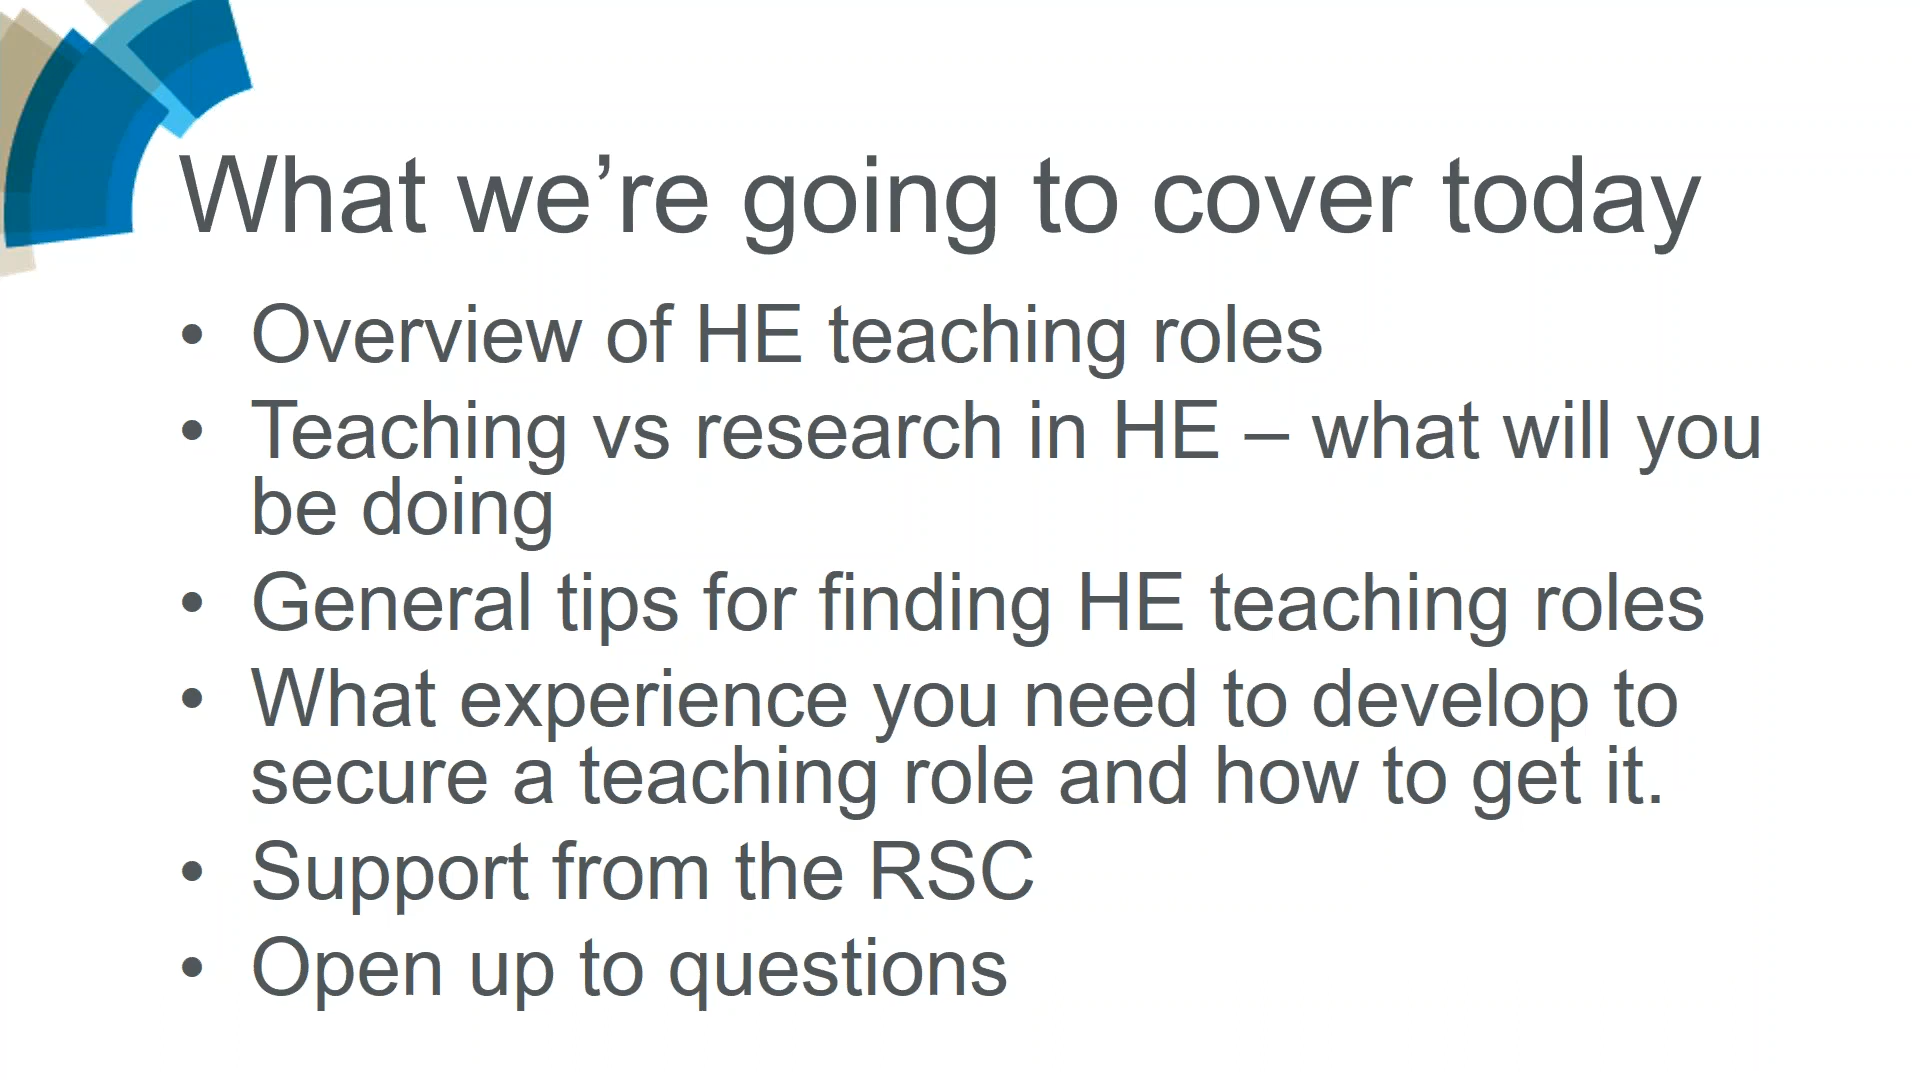 What we’re going to cover today
• Overview of HE teaching roles
• Teaching vs research in HE – what will you
be doing
• General tips for finding HE teaching roles
• What experience you need to develop to
secure a teaching role and how to get it.
• Support from the RSC
• Open up to questions